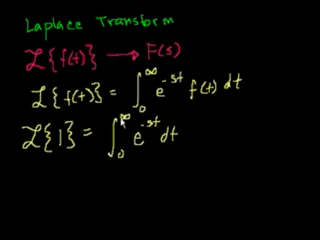 Laplace Transform
ℒ{f(t)} → F(s)
ℒ{f(t)} = ∫₀^∞ e^{-st} f(t) dt
ℒ{1} = ∫₀^∞ e^{-st} dt